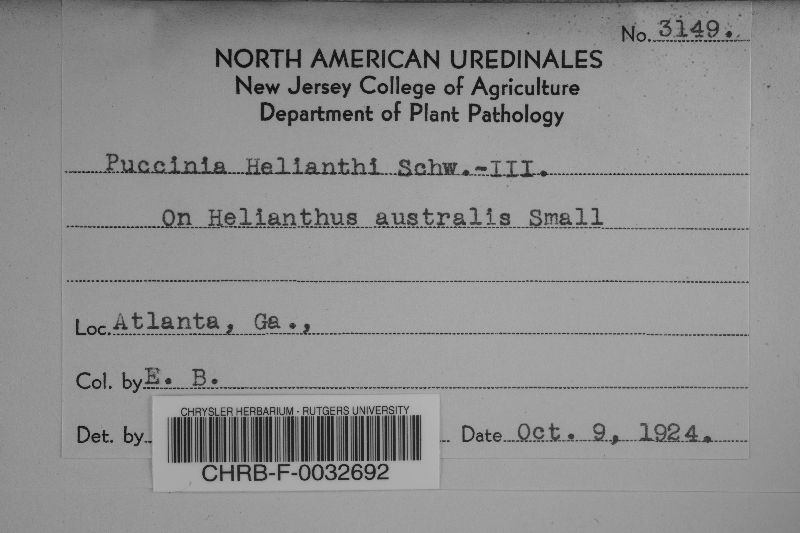 No. 3149.
NORTH AMERICAN UREDINALES
New Jersey College of Agriculture
Department of Plant Pathology
Puccinia Helianthi Schw.-III.
On Helianthus australis Small
Loc. Atlanta, Ga.,
Col. by E. B.
Det. by
Date Oct. 9, 1924.
CHRYSLER HERBARIUM - RUTGERS UNIVERSITY
CHRB-F-0032692